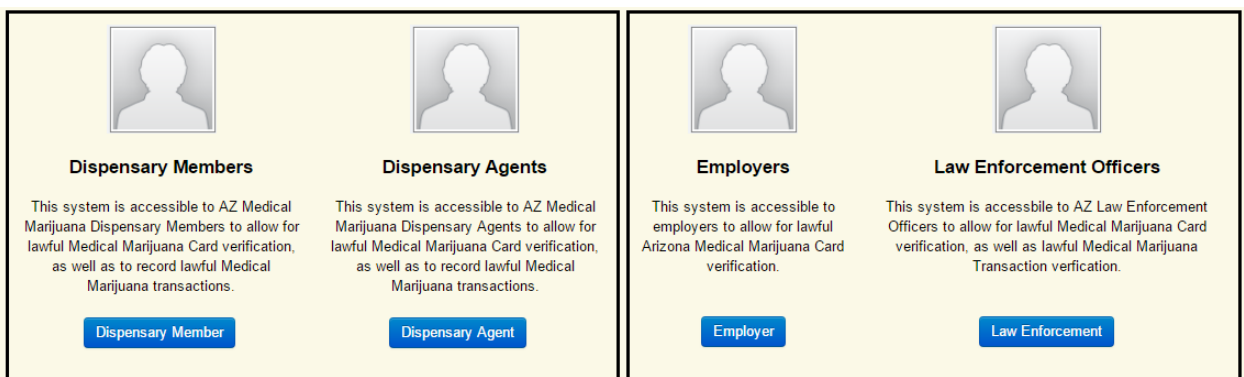 Dispensary Members
This system is accessible to AZ Medical
Marijuana Dispensary Members to allow for
lawful Medical Marijuana Card verification,
as well as to record lawful Medical
Marijuana transactions.
Dispensary Member
Dispensary Agents
This system is accessible to AZ Medical
Marijuana Dispensary Agents to allow for
lawful Medical Marijuana Card verification,
as well as to record lawful Medical
Marijuana transactions.
Dispensary Agent
Employers
This system is accessible to
employers to allow for lawful
Arizona Medical Marijuana Card
verification.
Employer
Law Enforcement Officers
This system is accessbile to AZ Law Enforcement
Officers to allow for lawful Medical Marijuana Card
verification, as well as lawful Medical Marijuana
Transaction verfication.
Law Enforcement